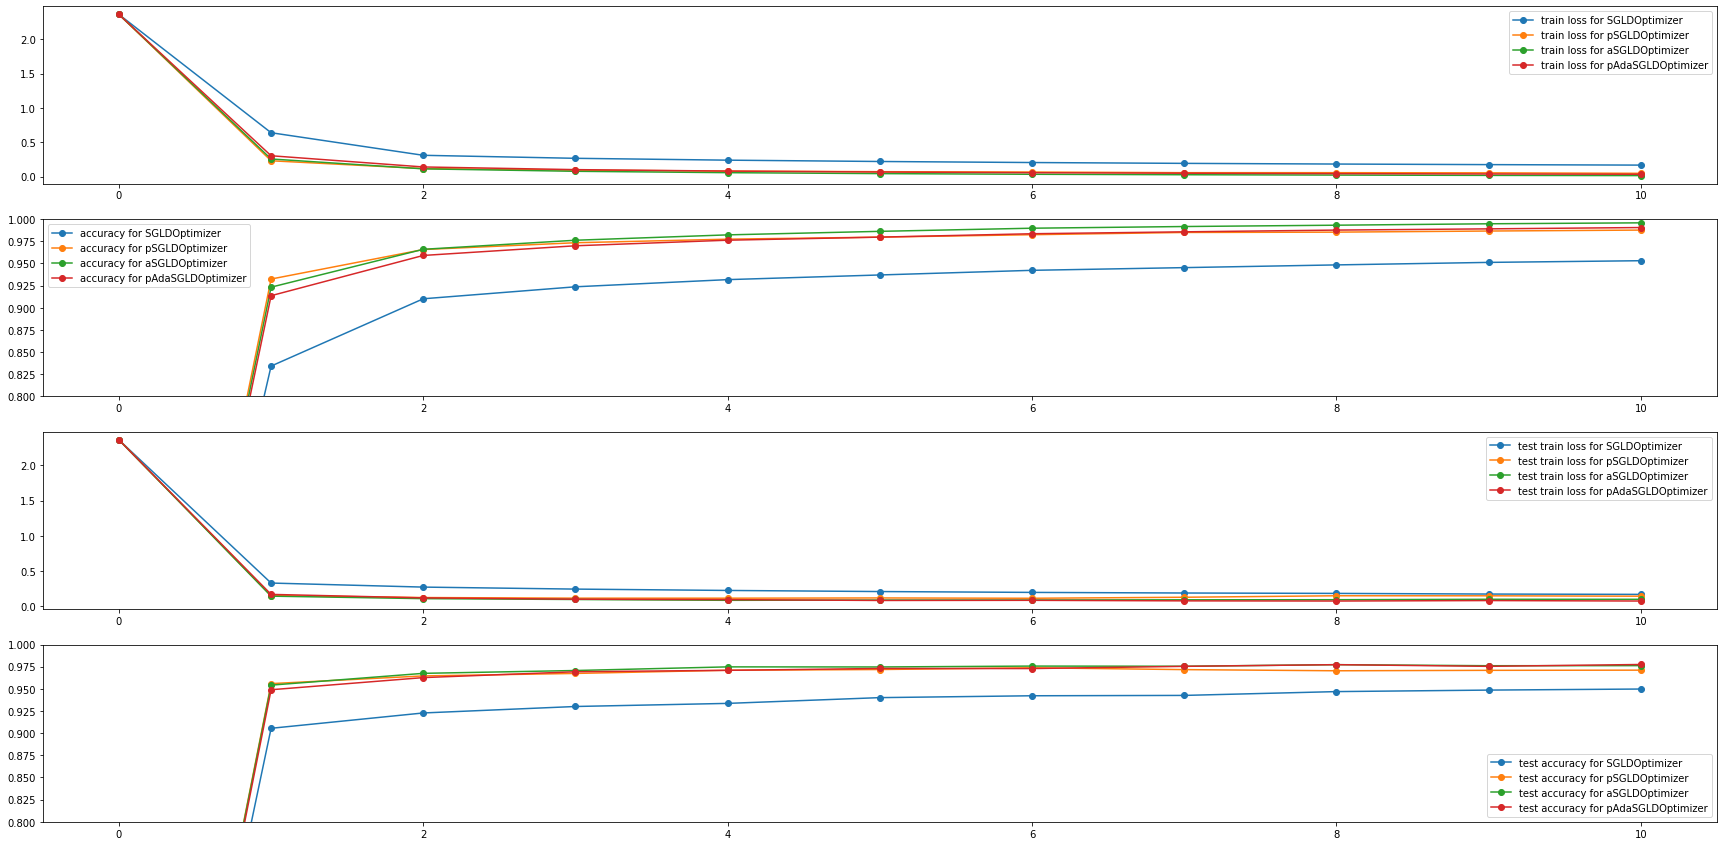 2.0
1.5
1.0
0.5
0.0
train loss for SGLDOptimizer
train loss for pSGLDOptimizer
train loss for aSGLDOptimizer
train loss for pAdaSGLDOptimizer
0 2 4 6 8 10
1.000
0.975
0.950
0.925
0.900
0.875
0.850
0.825
0.800
accuracy for SGLDOptimizer
accuracy for pSGLDOptimizer
accuracy for aSGLDOptimizer
accuracy for pAdaSGLDOptimizer
0 2 4 6 8 10
2.0
1.5
1.0
0.5
0.0
test train loss for SGLDOptimizer
test train loss for pSGLDOptimizer
test train loss for aSGLDOptimizer
test train loss for pAdaSGLDOptimizer
0 2 4 6 8 10
1.000
0.975
0.950
0.925
0.900
0.875
0.850
0.825
0.800
test accuracy for SGLDOptimizer
test accuracy for pSGLDOptimizer
test accuracy for aSGLDOptimizer
test accuracy for pAdaSGLDOptimizer
0 2 4 6 8 10